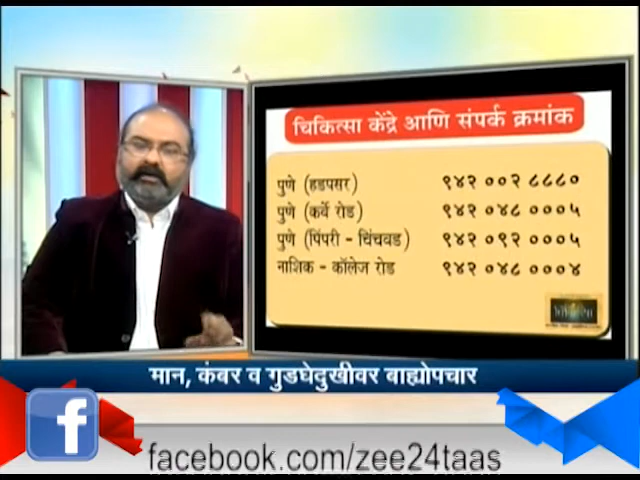 चिकित्सा केंद्रे आणि संपर्क क्रमांक
पुणे (हडपसर) ९४२ ००२ ८८८०
पुणे (कर्वे रोड) ९४२ ०४८ ०००५
पुणे (पिंपरी - चिंचवड) ९४२ ०९२ ०००५
नाशिक - कॉलेज रोड ९४२ ०४८ ०००४
मान, कंबर व गुडघेदुखीवर बाह्योपचार
f
facebook.com/zee24taas